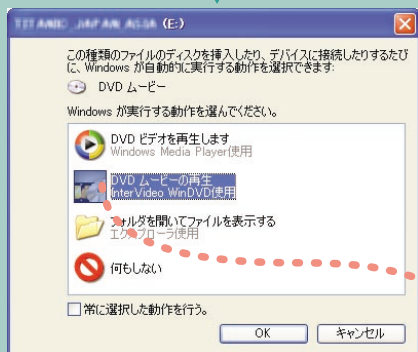 (E:)
この種類のファイルのディスクを挿入したり、デバイスに接続したりするたび
に、Windows が自動的に実行する動作を選択できます:
DVD ムービー
Windows が実行する動作を選んでください。
DVD ビデオを再生します
Windows Media Player使用
DVD ムービーの再生
InterVideo WinDVD使用
フォルダを開いてファイルを表示する
エクスプローラ使用
何もしない
常に選択した動作を行う。
OK
キャンセル